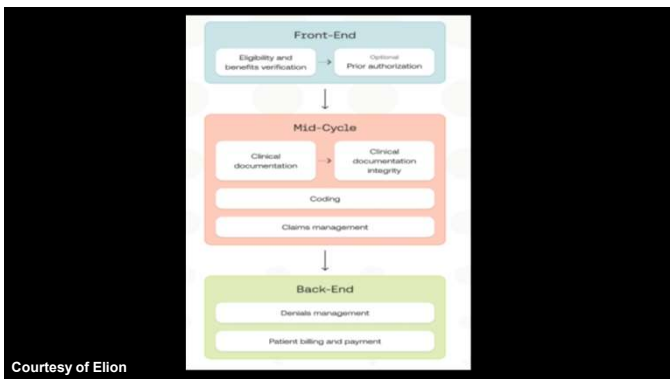 Front-End
Eligibility and
benefits verification
Optional
Prior authorization
Mid-Cycle
Clinical
documentation
Clinical
documentation
integrity
Coding
Claims management
Back-End
Denials management
Patient billing and payment
Courtesy of Elion